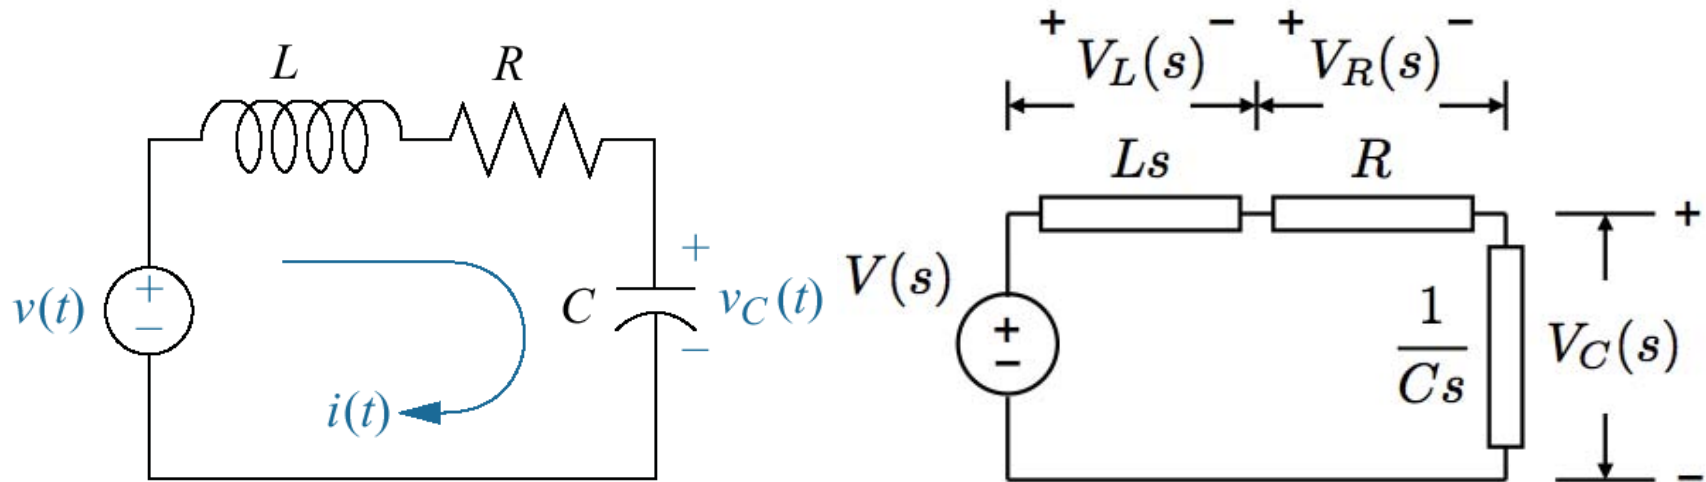 L R
v(t) + −
C
+ v_C(t) −
i(t)
+ V_L(s) − + V_R(s) −
Ls R
V(s) + −
1/Cs
+ V_C(s) −